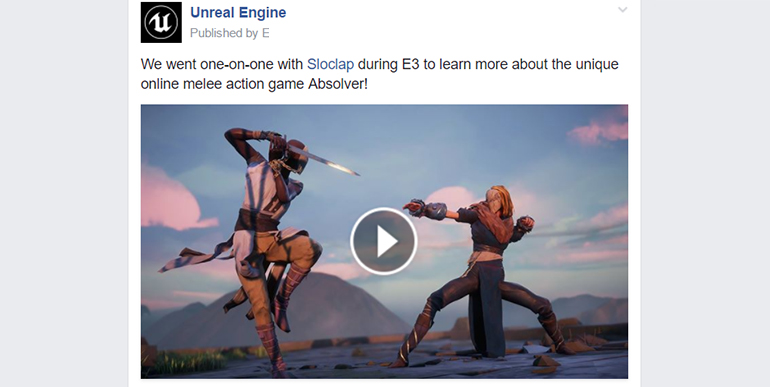 Unreal Engine
Published by E
We went one-on-one with Sloclap during E3 to learn more about the unique
online melee action game Absolver!